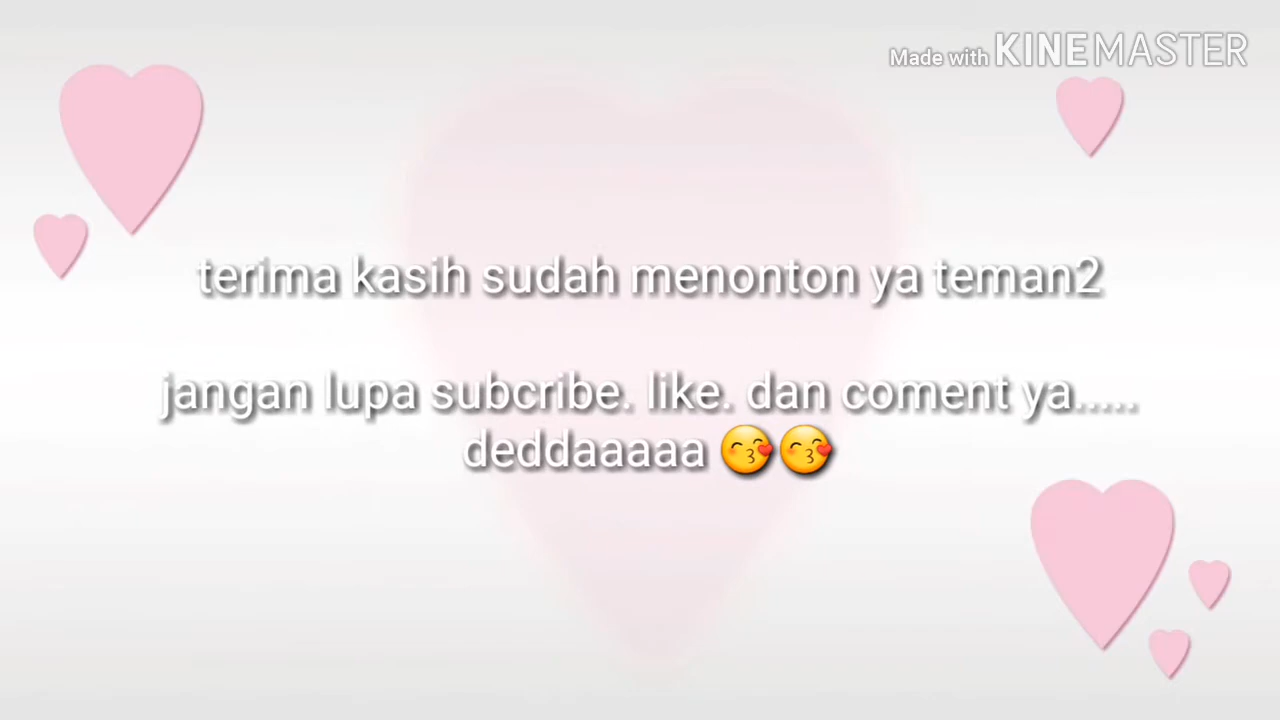 Made with KINEMASTER
terima kasih sudah menonton ya teman2
jangan lupa subcribe. like. dan coment ya.....
deddaaaaa 😙😙